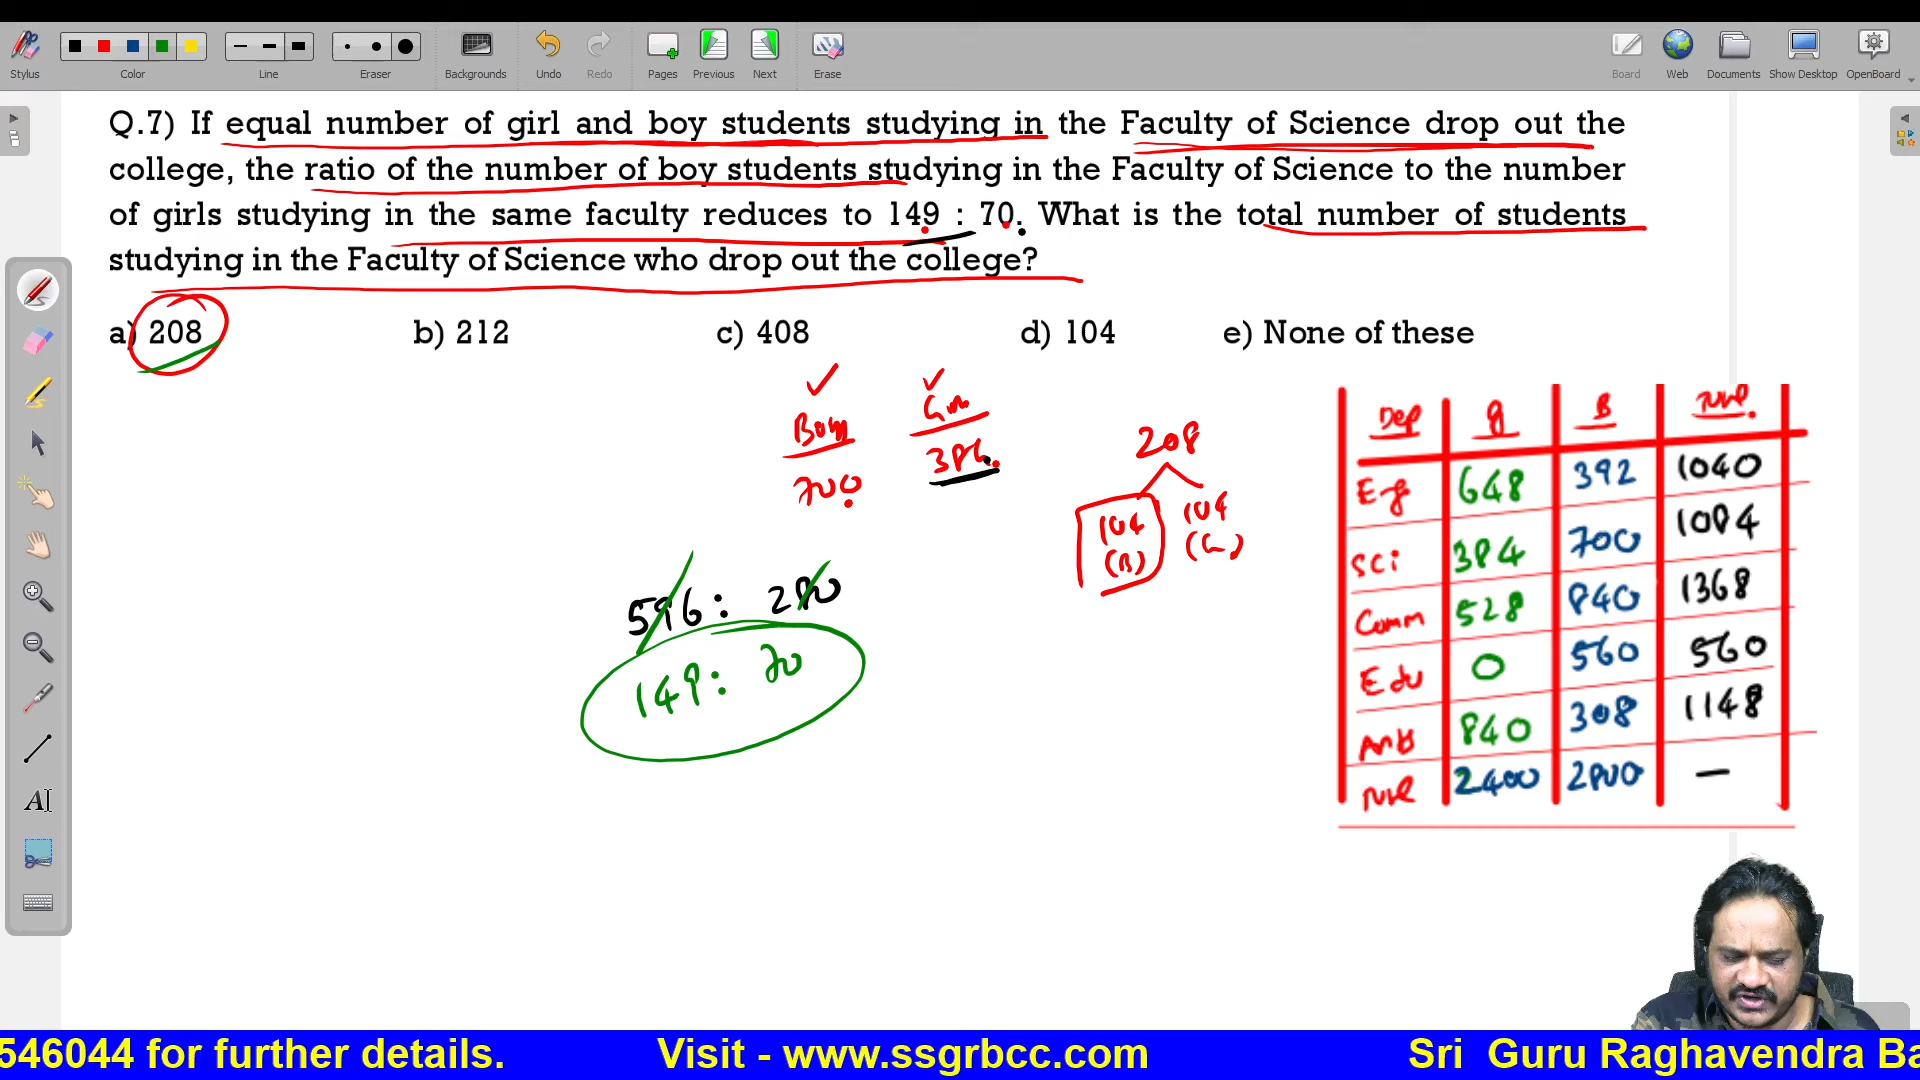 Stylus
Color
Line
Eraser
Backgrounds
Undo
Redo
Pages
Previous
Next
Erase
Board
Web
Documents
Show Desktop
OpenBoard
Q.7) If equal number of girl and boy students studying in the Faculty of Science drop out the
college, the ratio of the number of boy students studying in the Faculty of Science to the number
of girls studying in the same faculty reduces to 149 : 70. What is the total number of students
studying in the Faculty of Science who drop out the college?
a) 208 b) 212 c) 408 d) 104 e) None of these
Boys
700
384
208
104 104
(B) (G)
596 : 280
149 : 70
Dep g B
Eg 648 392 1040
Sci 384 700 1084
Comm 528 840 1368
Edu 0 560 560
Arts 840 308 1148
2400 2800 —
AI
546044 for further details. Visit - www.ssgrbcc.com Sri Guru Raghavendra Ba